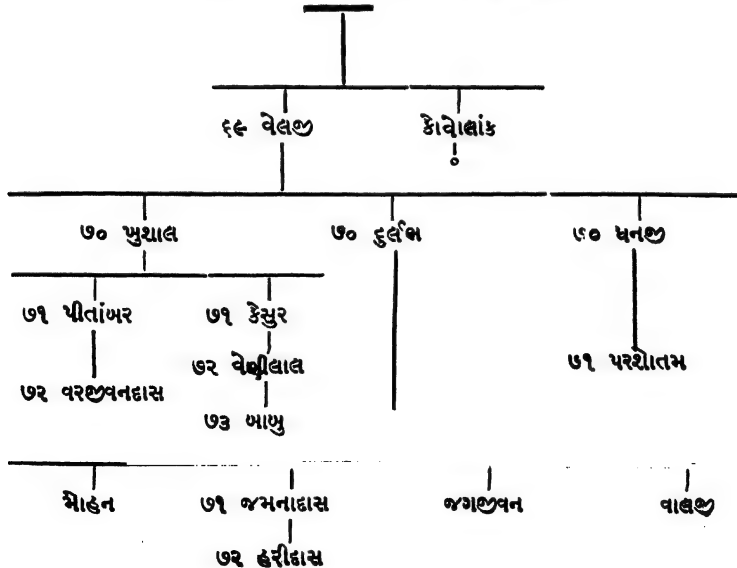 ૬૯ વેલજી કોવોલાંક
૭૦ ખુશાલ ૭૦ દુર્લભ ૭૦ ધનજી
૭૧ પીતાંબર ૭૧ કેસુર
૭૨ વેણીલાલ ૭૧ પરશોતમ
૭૨ વરજીવનદાસ
૭૩ બાબુ
મોહન ૭૧ જમનાદાસ જગજીવન વાલજી
૭૨ હરીદાસ